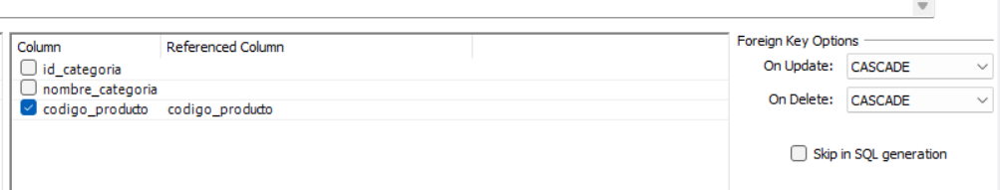 Column Referenced Column
id_categoria
nombre_categoria
codigo_producto codigo_producto
Foreign Key Options
On Update: CASCADE
On Delete: CASCADE
Skip in SQL generation